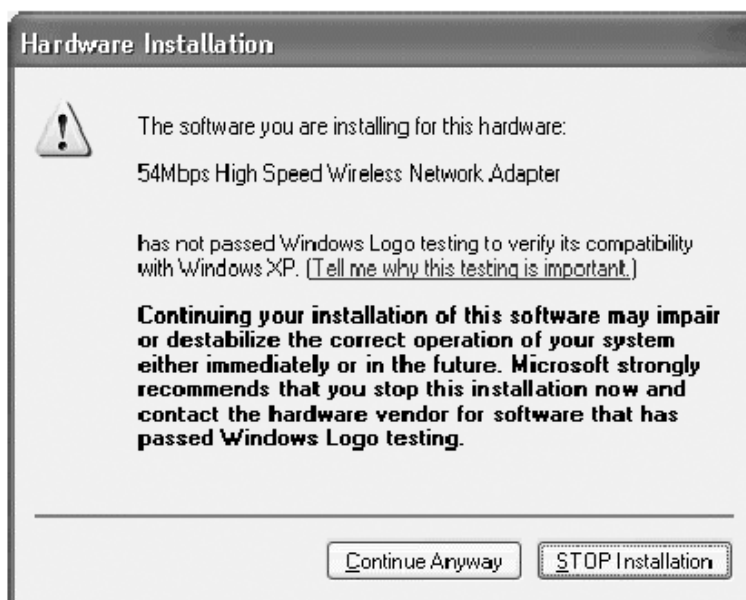 Hardware Installation
The software you are installing for this hardware:
54Mbps High Speed Wireless Network Adapter
has not passed Windows Logo testing to verify its compatibility
with Windows XP. (Tell me why this testing is important.)
Continuing your installation of this software may impair
or destabilize the correct operation of your system
either immediately or in the future. Microsoft strongly
recommends that you stop this installation now and
contact the hardware vendor for software that has
passed Windows Logo testing.
Continue Anyway
STOP Installation